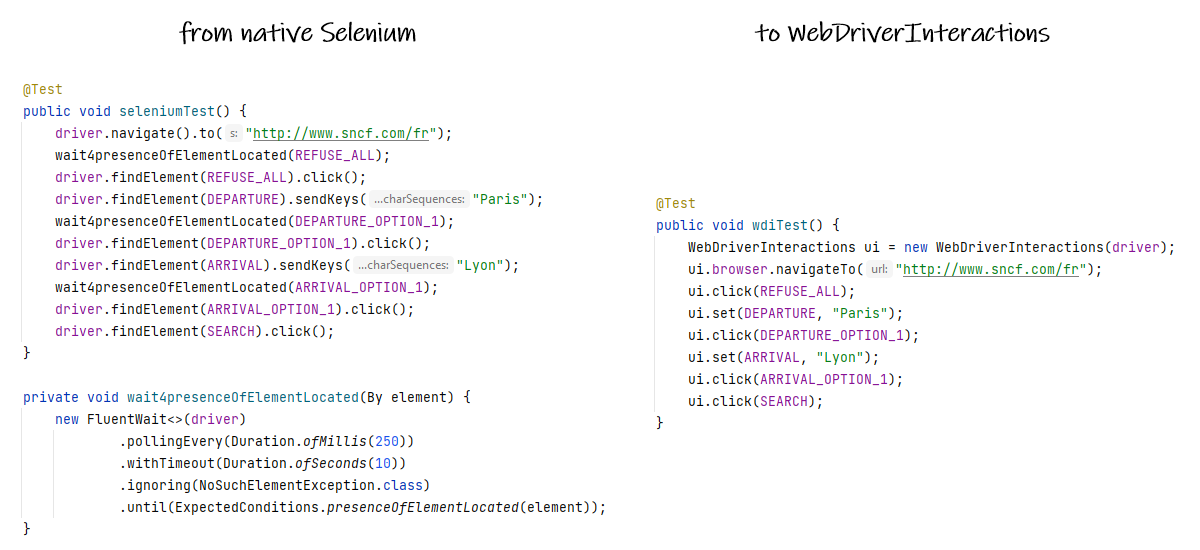 from native Selenium
@Test
public void seleniumTest() {
    driver.navigate().to( s: "http://www.sncf.com/fr");
    wait4presenceOfElementLocated(REFUSE_ALL);
    driver.findElement(REFUSE_ALL).click();
    driver.findElement(DEPARTURE).sendKeys( ...charSequences: "Paris");
    wait4presenceOfElementLocated(DEPARTURE_OPTION_1);
    driver.findElement(DEPARTURE_OPTION_1).click();
    driver.findElement(ARRIVAL).sendKeys( ...charSequences: "Lyon");
    wait4presenceOfElementLocated(ARRIVAL_OPTION_1);
    driver.findElement(ARRIVAL_OPTION_1).click();
    driver.findElement(SEARCH).click();
}
private void wait4presenceOfElementLocated(By element) {
    new FluentWait<>(driver)
            .pollingEvery(Duration.ofMillis(250))
            .withTimeout(Duration.ofSeconds(10))
            .ignoring(NoSuchElementException.class)
            .until(ExpectedConditions.presenceOfElementLocated(element));
}
to WebDriverInteractions
@Test
public void wdiTest() {
    WebDriverInteractions ui = new WebDriverInteractions(driver);
    ui.browser.navigateTo( url: "http://www.sncf.com/fr");
    ui.click(REFUSE_ALL);
    ui.set(DEPARTURE, "Paris");
    ui.click(DEPARTURE_OPTION_1);
    ui.set(ARRIVAL, "Lyon");
    ui.click(ARRIVAL_OPTION_1);
    ui.click(SEARCH);
}